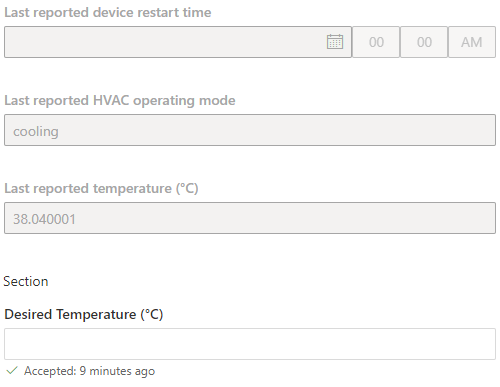 Last reported device restart time
00 00 AM
Last reported HVAC operating mode
cooling
Last reported temperature (°C)
38.040001
Section
Desired Temperature (°C)
Accepted: 9 minutes ago